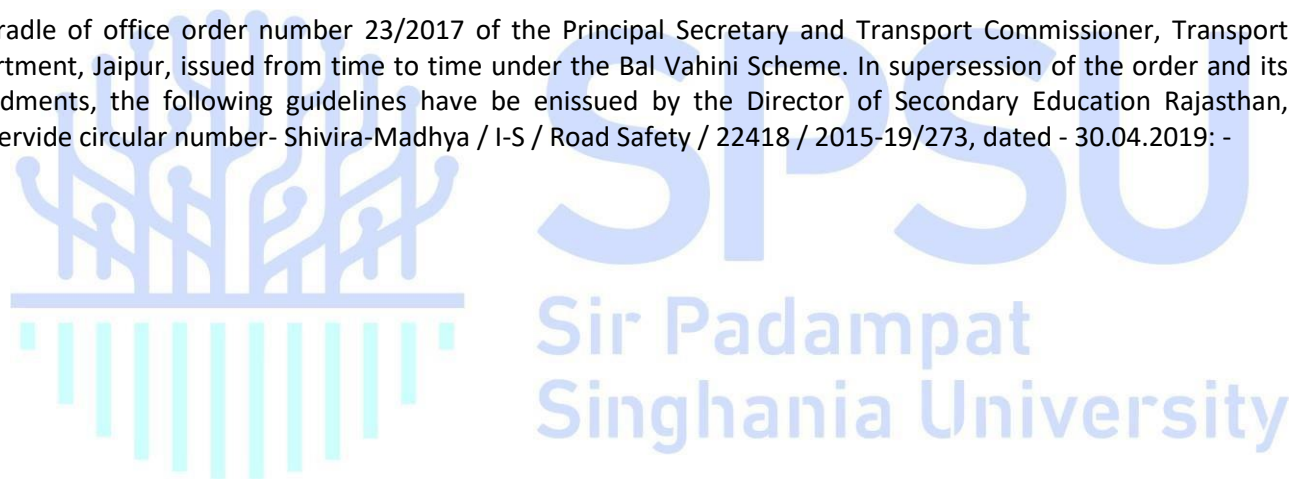 radle of office order number 23/2017 of the Principal Secretary and Transport Commissioner, Transport
rtment, Jaipur, issued from time to time under the Bal Vahini Scheme. In supersession of the order and its
dments, the following guidelines have be enissued by the Director of Secondary Education Rajasthan,
ervide circular number- Shivira-Madhya / I-S / Road Safety / 22418 / 2015-19/273, dated - 30.04.2019: -
SPSU
Sir Padampat
Singhania University